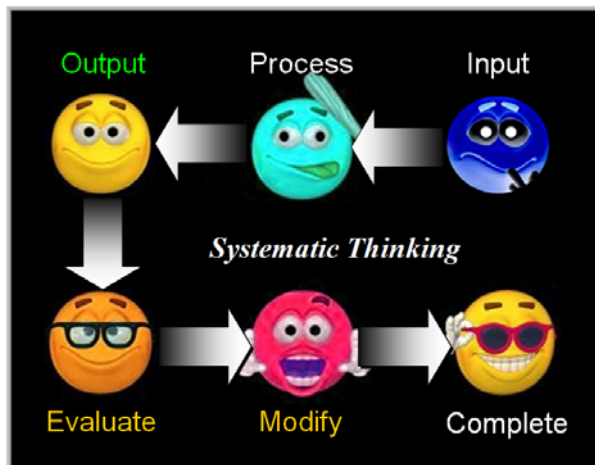 Output Process Input
Systematic Thinking
Evaluate Modify Complete